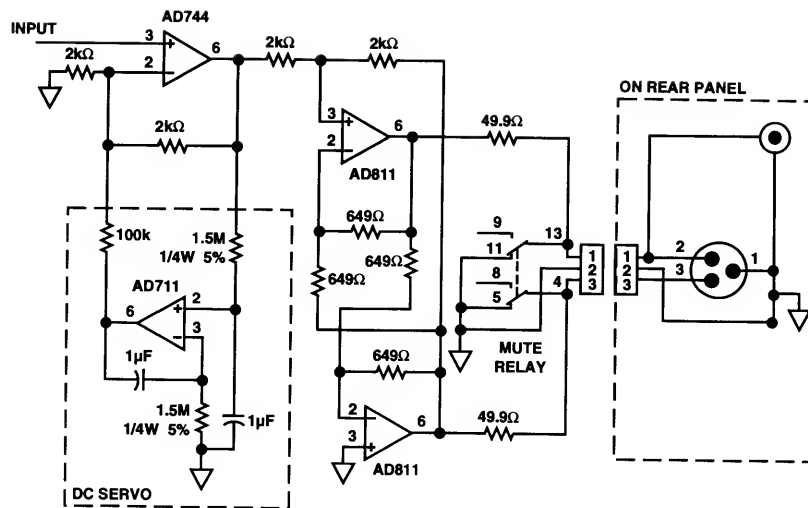 AD744
INPUT
3
+
2
−
6
2kΩ
2kΩ
2kΩ
2kΩ
3
+
2
−
6
AD811
49.9Ω
649Ω
649Ω
649Ω
649Ω
100k
1.5M
1/4W 5%
AD711
6
+
2
−
3
1µF
1.5M
1/4W 5%
1µF
DC SERVO
2
−
3
+
6
AD811
49.9Ω
9
11
13
8
5
4
MUTE
RELAY
1
2
3
ON REAR PANEL
1
2
3
2
3
1